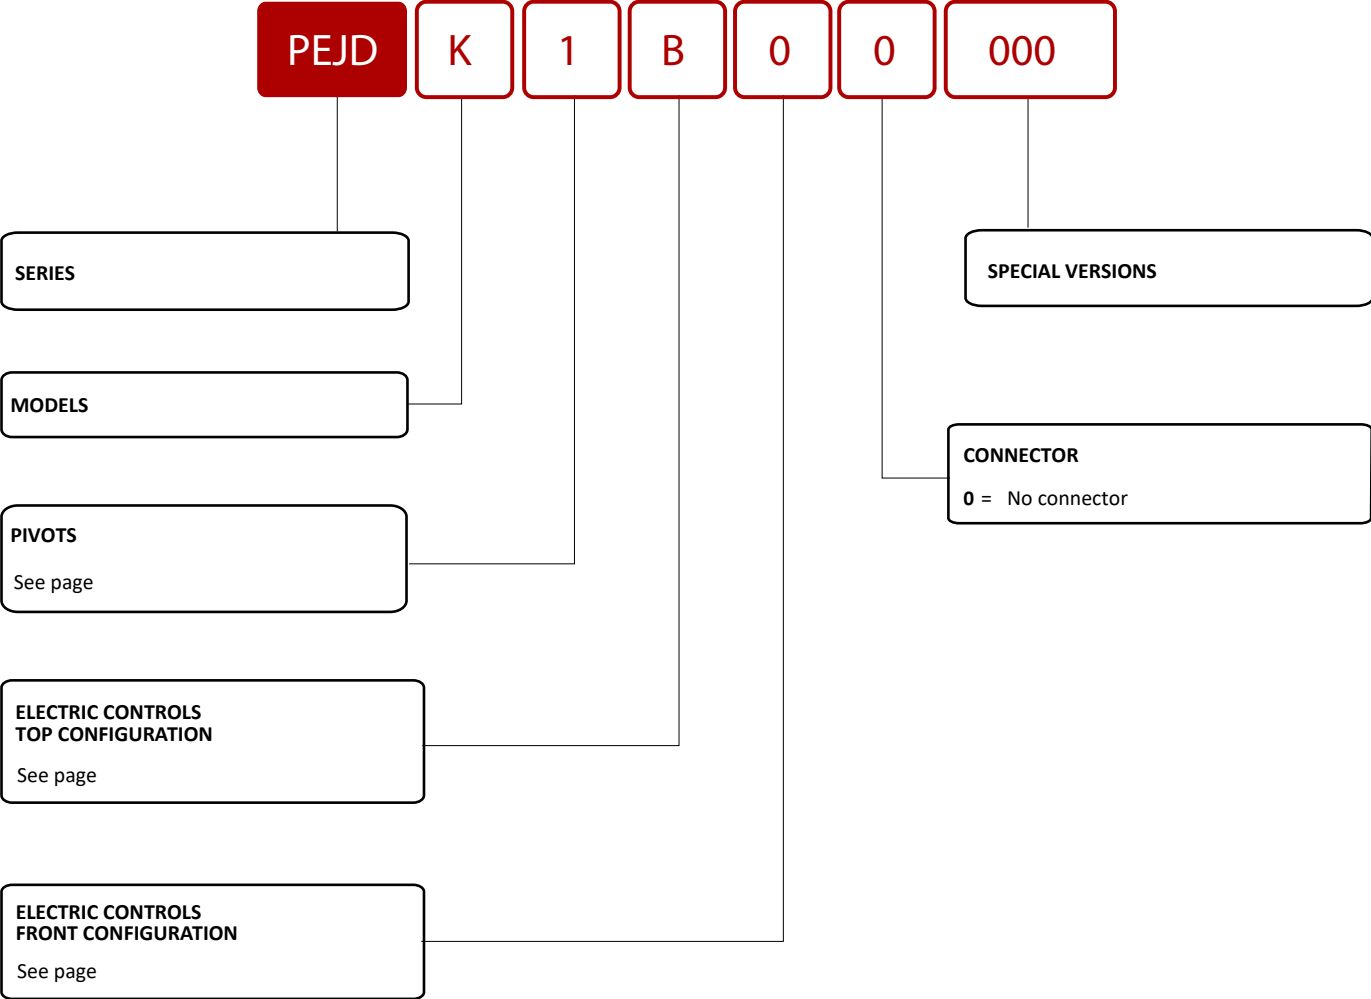 PEJD K 1 B 0 0 000
SERIES
SPECIAL VERSIONS
MODELS
CONNECTOR
0 = No connector
PIVOTS
See page
ELECTRIC CONTROLS
TOP CONFIGURATION
See page
ELECTRIC CONTROLS
FRONT CONFIGURATION
See page